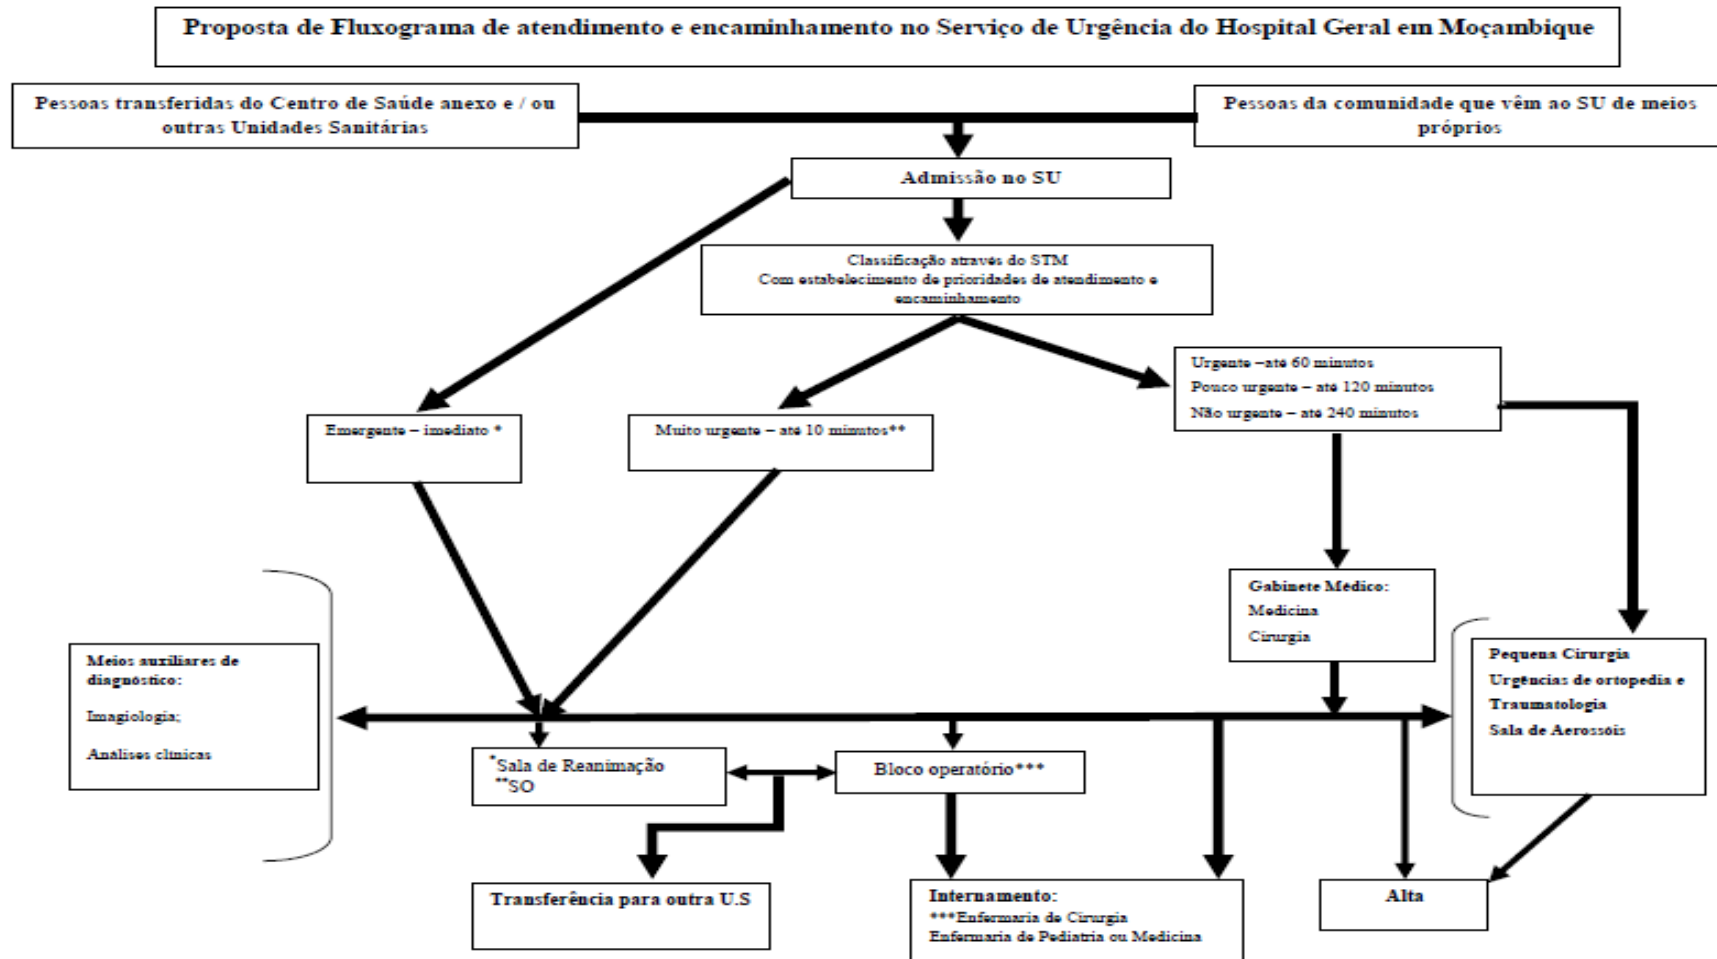 Proposta de Fluxograma de atendimento e encaminhamento no Serviço de Urgência do Hospital Geral em Moçambique
Pessoas transferidas do Centro de Saúde anexo e / ou
outras Unidades Sanitárias
Pessoas da comunidade que vêm ao SU de meios
próprios
Admissão no SU
Classificação através do STM
Com estabelecimento de prioridades de atendimento e
encaminhamento
Urgente –até 60 minutos
Pouco urgente – até 120 minutos
Não urgente – até 240 minutos
Emergente – imediato *
Muito urgente – até 10 minutos**
Gabinete Médico:
Medicina
Cirurgia
Meios auxiliares de
diagnóstico:
Imagiologia;
Análises clínicas
Pequena Cirurgia
Urgências de ortopedia e
Traumatologia
Sala de Aerossóis
*Sala de Reanimação
**SO
Bloco operatório***
Transferência para outra U.S
Internamento:
***Enfermaria de Cirurgia
Enfermaria de Pediatria ou Medicina
Alta